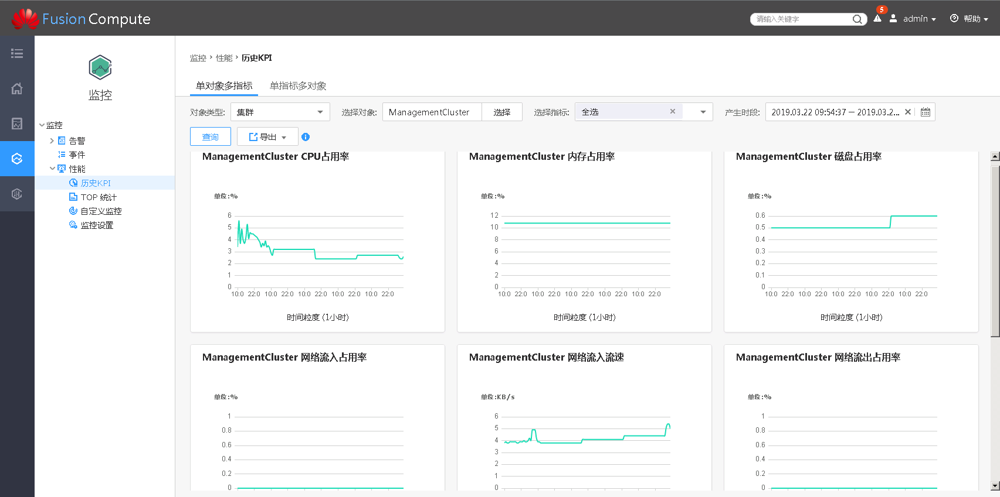 Fusion Compute
请输入关键字
5
admin
帮助
监控
监控
告警
事件
性能
历史KPI
TOP 统计
自定义监控
监控设置
监控 > 性能 > 历史KPI
单对象多指标 单指标多对象
对象类型: 集群 选择对象: ManagementCluster 选择 选择指标: 全选 产生时段: 2019.03.22 09:54:37 — 2019.03.2...
查询 导出
ManagementCluster CPU占用率
单位:%
6
5
4
3
2
1
0
10:0 22:0 10:0 22:0 10:0 22:0 10:0 22:0 10:0 22:0
时间粒度 (1小时)
ManagementCluster 内存占用率
单位:%
12
10
8
6
4
2
0
10:0 22:0 10:0 22:0 10:0 22:0 10:0 22:0 10:0 22:0
时间粒度 (1小时)
ManagementCluster 磁盘占用率
单位:%
0.6
0.5
0.4
0.3
0.2
0.1
0
10:0 22:0 10:0 22:0 10:0 22:0 10:0 22:0 10:0 22:0
时间粒度 (1小时)
ManagementCluster 网络流入占用率
单位:%
1
0.8
0.6
0.4
0.2
0
ManagementCluster 网络流入流速
单位:KB/s
6
5
4
3
2
1
0
ManagementCluster 网络流出占用率
单位:%
1
0.8
0.6
0.4
0.2
0